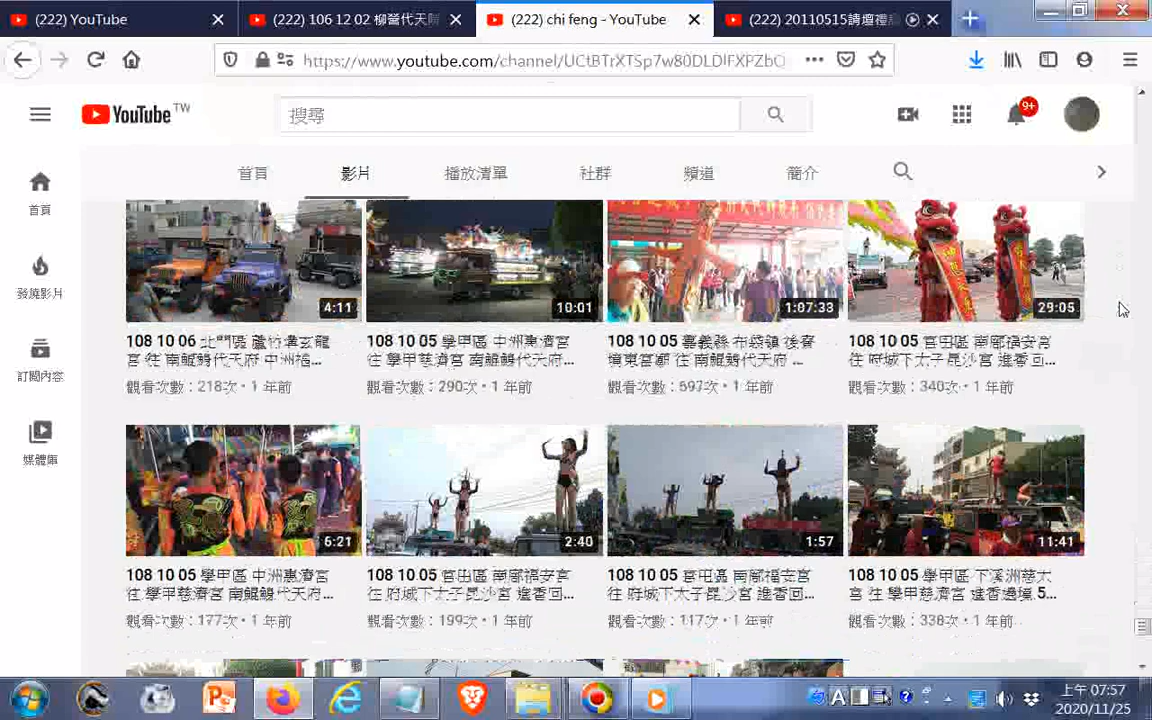 (222) YouTube
(222) 106 12 02 柳營代天
(222) chi feng - YouTube
(222) 20110515請壇禮
https://www.youtube.com/channel/UCtBTrXTSp7w80DLDIFXPZbQ
YouTube TW
搜尋
9+
首頁
影片
播放清單
社群
頻道
簡介
首頁
發燒影片
訂閱內容
媒體庫
4:11
10:01
1:07:33
29:05
108 10 06 北門區 蘆竹溝玄龍
宮 往 南鯤鯓代天府 中洲福...
觀看次數：218次・1 年前
108 10 05 學甲區 中洲惠濟宮
往 學甲慈濟宮 南鯤鯓代天府...
觀看次數：290次・1 年前
108 10 05 嘉義縣 布袋鎮 後寮
境東宮廟 往 南鯤鯓代天府 ...
觀看次數：597次・1 年前
108 10 05 官田區 南廍福安宮
往 府城下太子昆沙宮 進香回...
觀看次數：340次・1 年前
6:21
2:40
1:57
11:41
108 10 05 學甲區 中洲惠濟宮
往 學甲慈濟宮 南鯤鯓代天府...
觀看次數：177次・1 年前
108 10 05 官田區 南廍福安宮
往 府城下太子昆沙宮 進香回...
觀看次數：199次・1 年前
108 10 05 官田區 南廍福安宮
往 府城下太子昆沙宮 進香回...
觀看次數：117次・1 年前
108 10 05 學甲區 下溪洲慈太
宮 往 學甲慈濟宮 進香遶境 5...
觀看次數：338次・1 年前
上午 07:57
2020/11/25